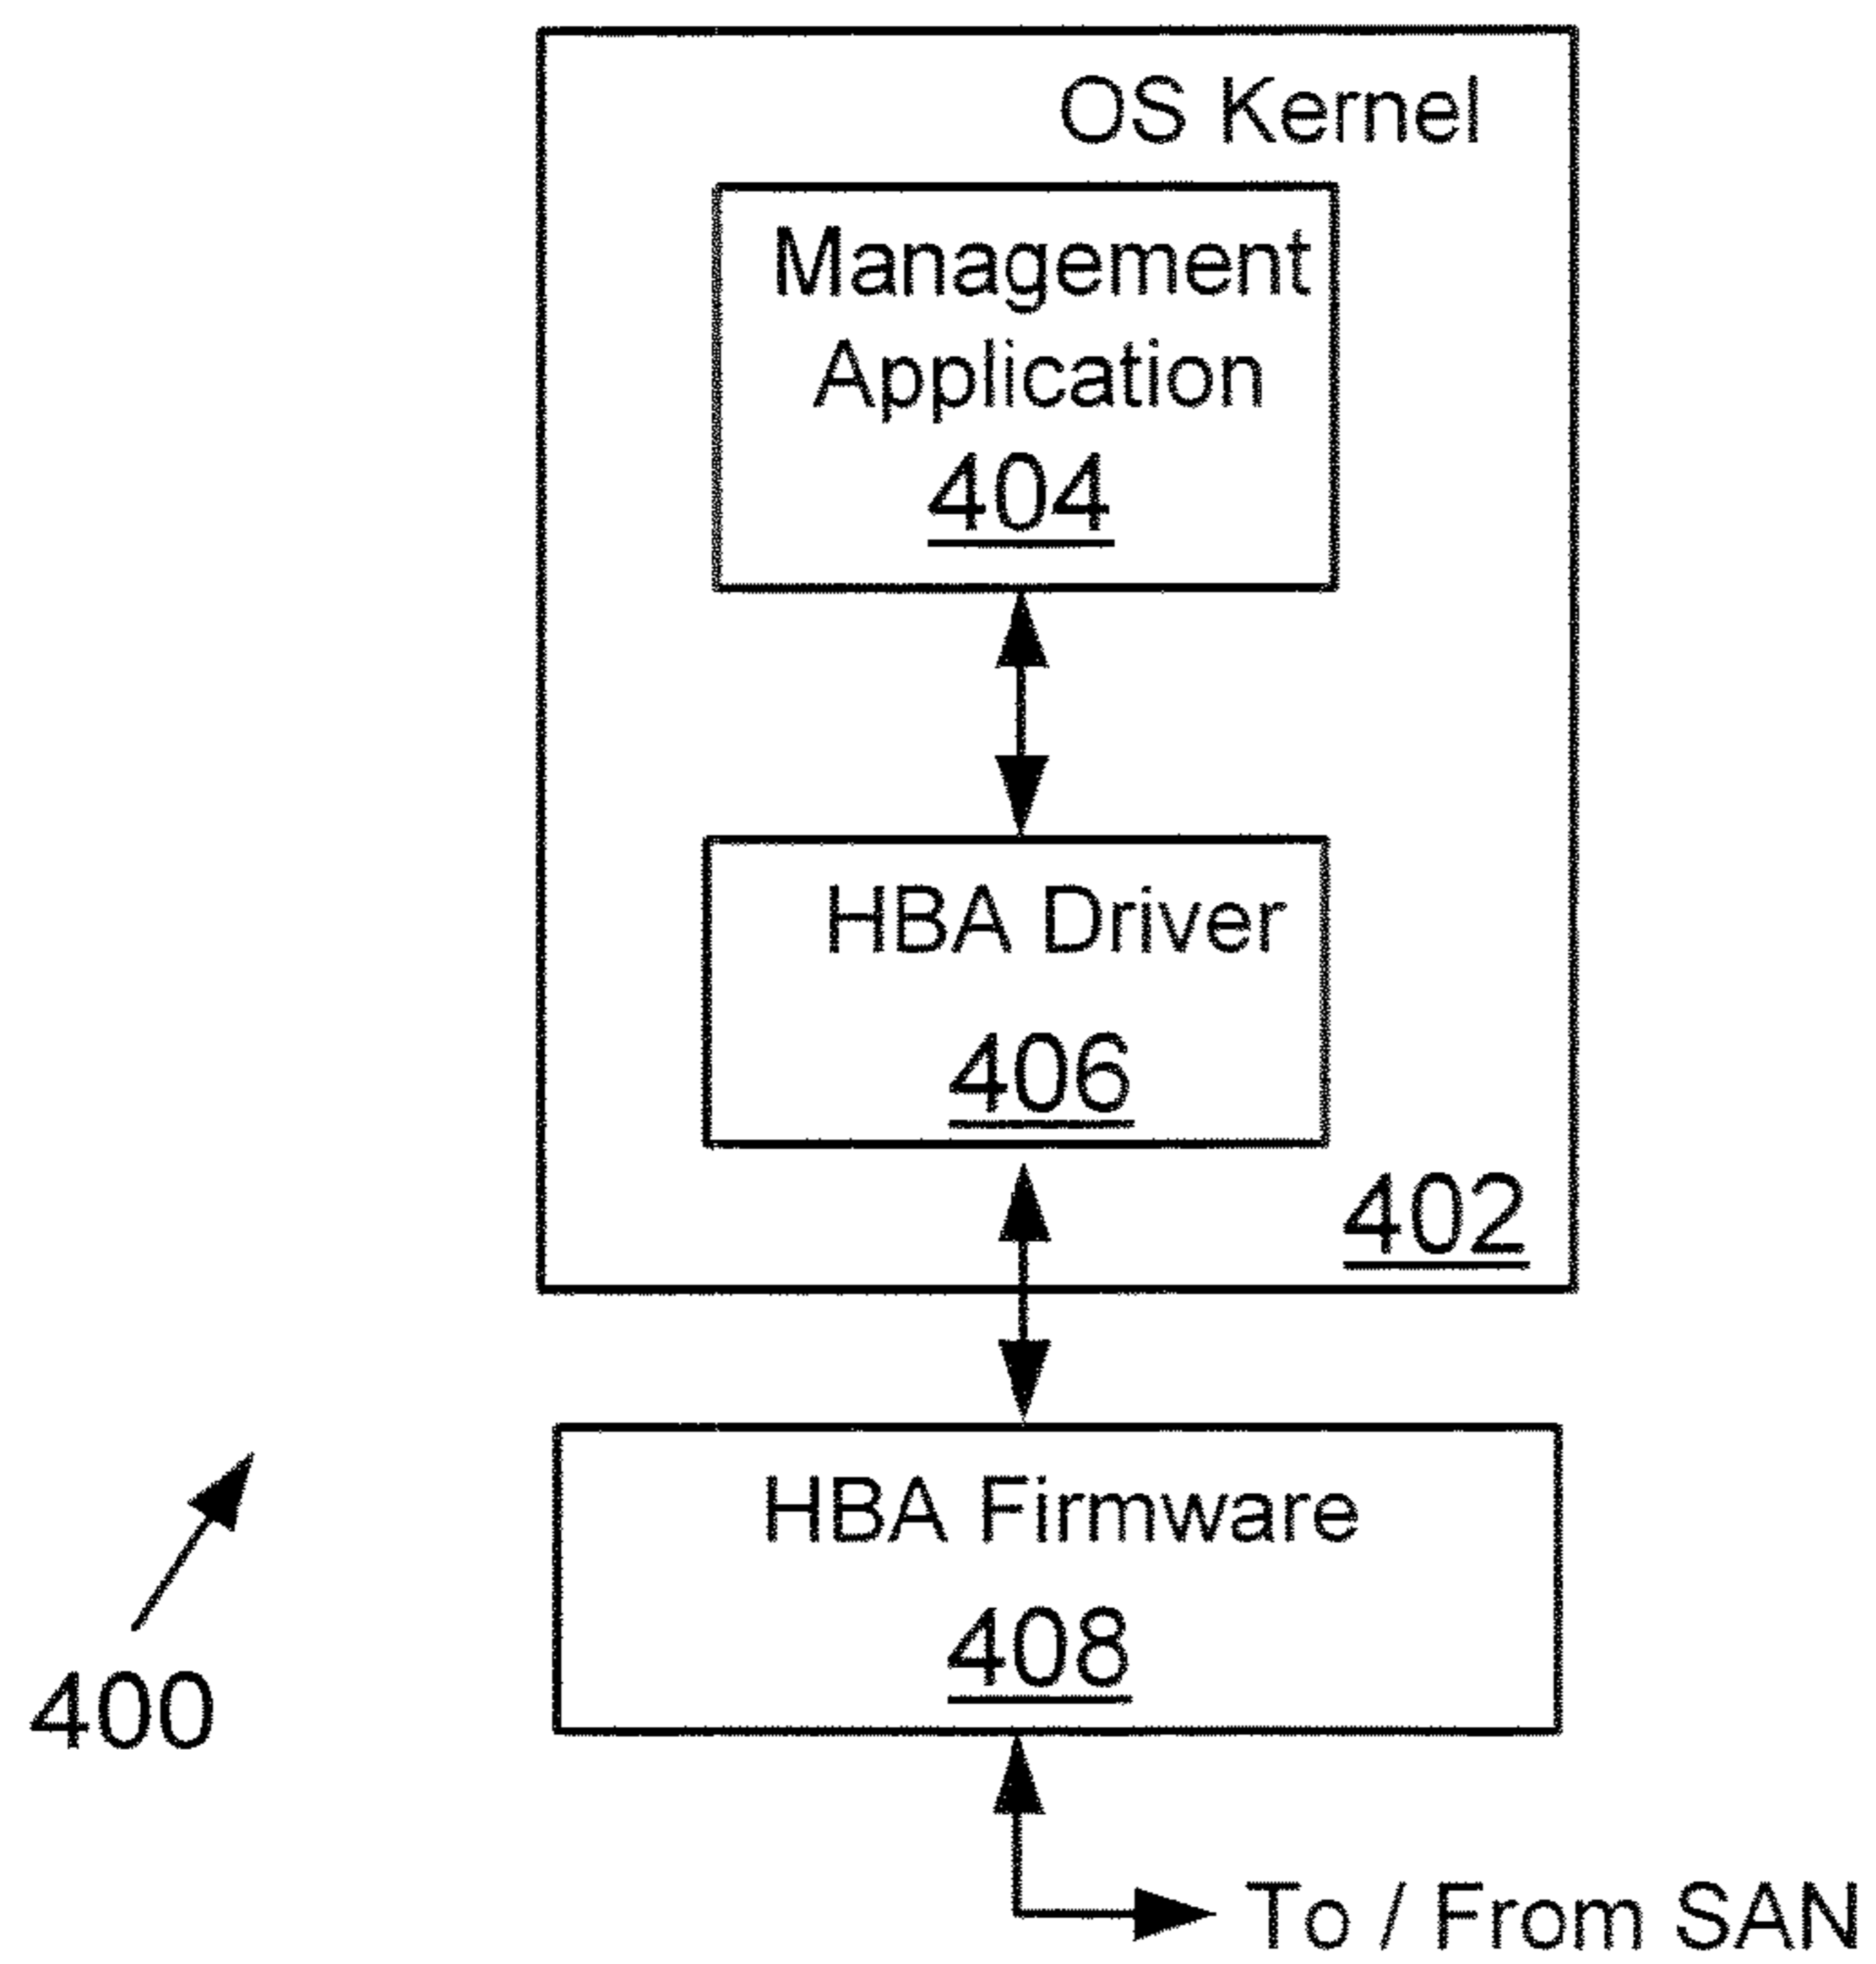 OS Kernel
Management
Application
404
HBA Driver
406
402
HBA Firmware
408
400
To / From SAN